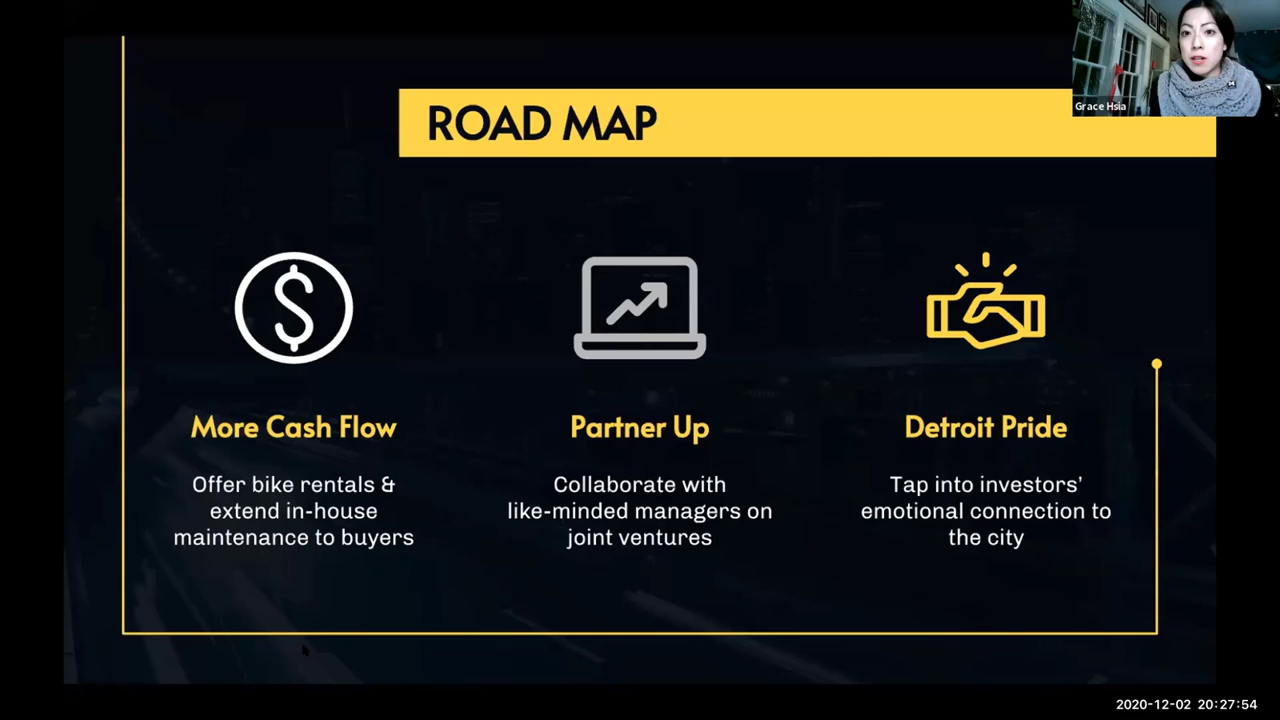 Grace Hsia
ROAD MAP
More Cash Flow
Offer bike rentals &
extend in-house
maintenance to buyers
Partner Up
Collaborate with
like-minded managers on
joint ventures
Detroit Pride
Tap into investors'
emotional connection to
the city
2020-12-02 20:27:54